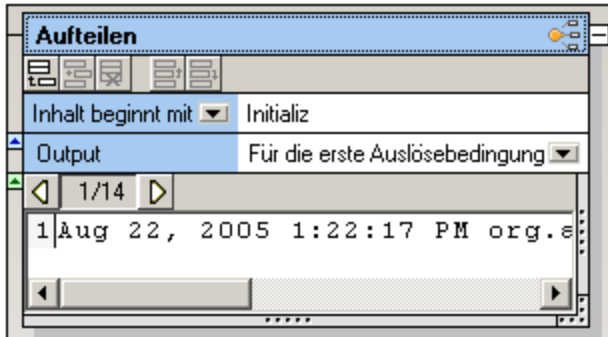 Aufteilen
Inhalt beginnt mit Initializ
Output Für die erste Auslösebedingung
1/14
1 Aug 22, 2005 1:22:17 PM org.